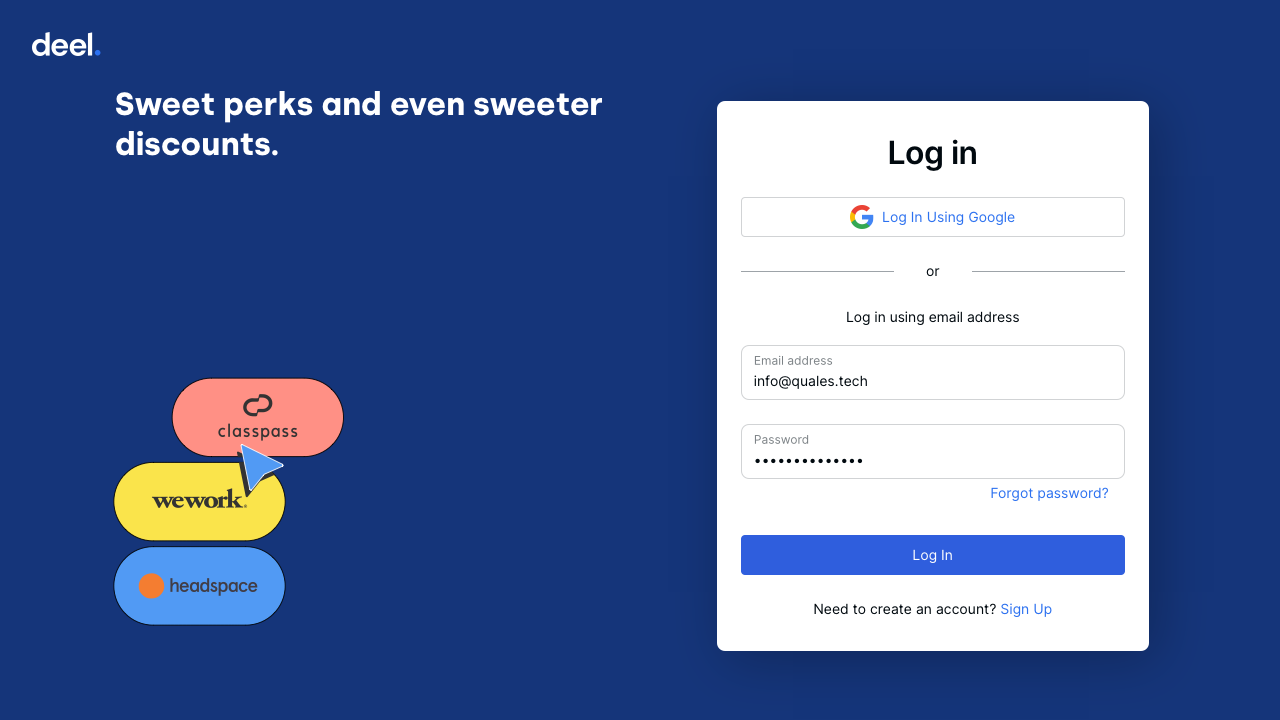 deel.
Sweet perks and even sweeter
discounts.
classpass
wework
headspace
Log in
Log In Using Google
or
Log in using email address
Email address
info@quales.tech
Password
••••••••••••••
Forgot password?
Log In
Need to create an account? Sign Up